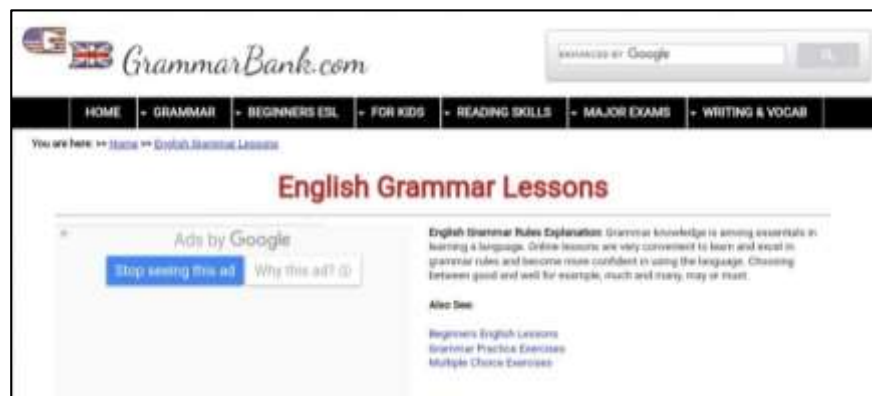 GrammarBank.com
ENHANCED BY Google
HOME
GRAMMAR
BEGINNERS ESL
FOR KIDS
READING SKILLS
MAJOR EXAMS
WRITING & VOCAB
You are here: >> Home >> English Grammar Lessons
English Grammar Lessons
Ads by Google
Stop seeing this ad
Why this ad?
English Grammar Rules Explanation: Grammar knowledge is among essentials in
learning a language. Online lessons are very convenient to learn and excel in
grammar rules and become more confident in using the language. Choosing
between good and well for example, much and many, may or must.
Also See:
Beginners English Lessons
Grammar Practice Exercises
Multiple Choice Exercises